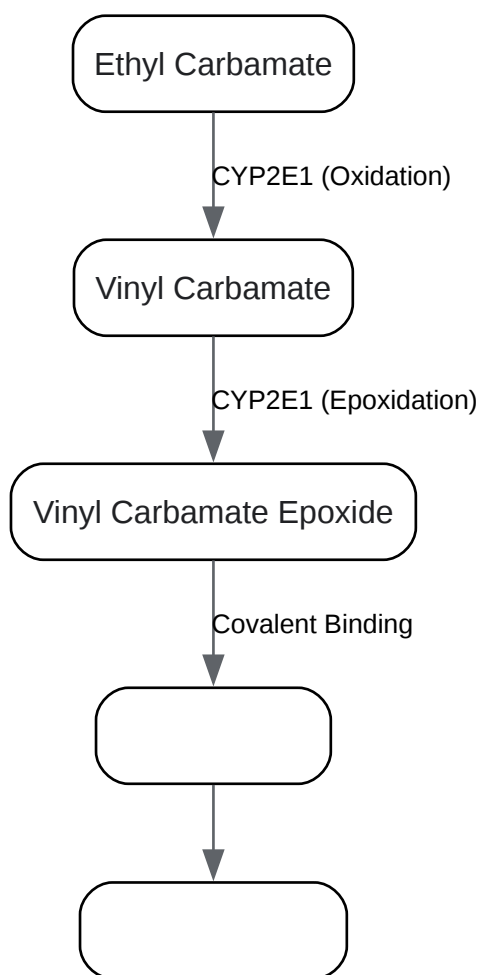 Ethyl Carbamate
CYP2E1 (Oxidation)
Vinyl Carbamate
CYP2E1 (Epoxidation)
Vinyl Carbamate Epoxide
Covalent Binding